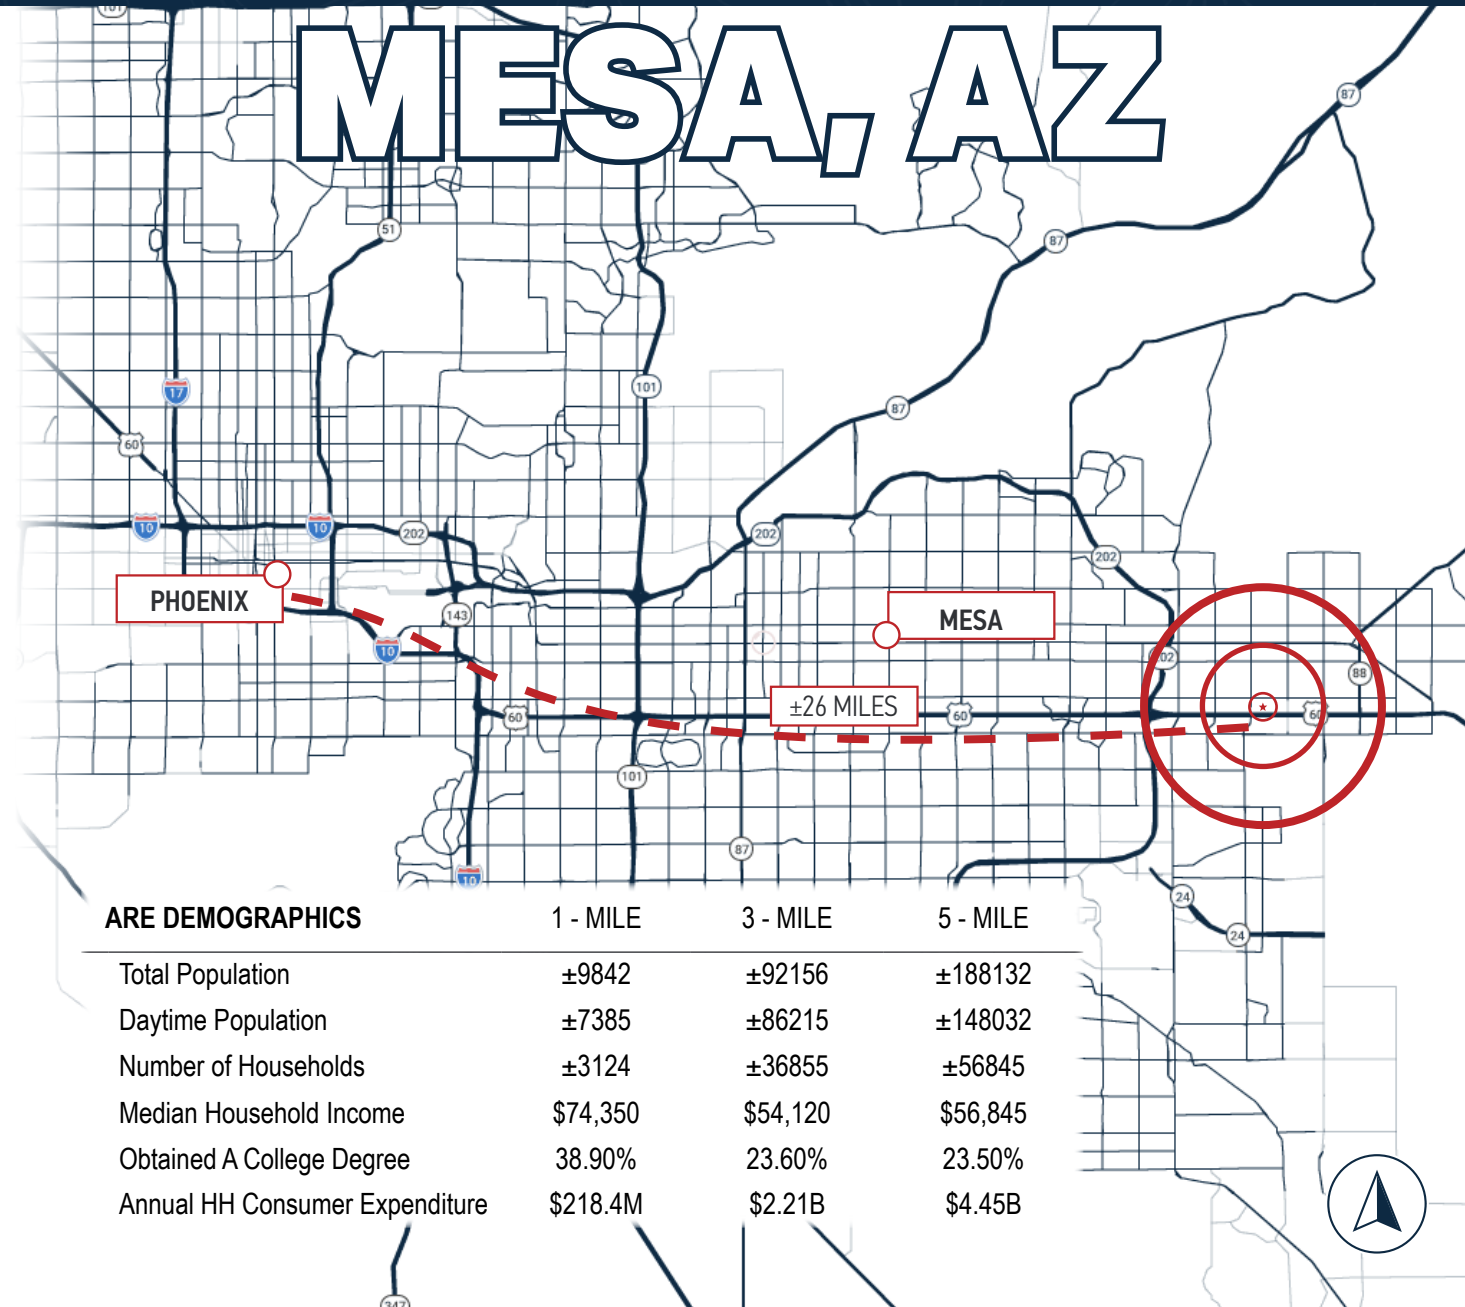 101
MESA, AZ
87
51
87
17
101
87
60
10
10
202
202
202
PHOENIX
143
MESA
10
202
88
±26 MILES
60
60
60
101
87
10
24
24
ARE DEMOGRAPHICS 1 - MILE 3 - MILE 5 - MILE
Total Population ±9842 ±92156 ±188132
Daytime Population ±7385 ±86215 ±148032
Number of Households ±3124 ±36855 ±56845
Median Household Income $74,350 $54,120 $56,845
Obtained A College Degree 38.90% 23.60% 23.50%
Annual HH Consumer Expenditure $218.4M $2.21B $4.45B
347